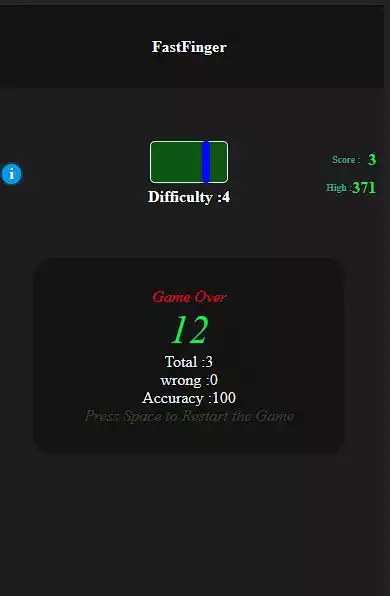 FastFinger
i
Score : 3
High :371
Difficulty :4
Game Over
12
Total :3
wrong :0
Accuracy :100
Press Space to Restart the Game